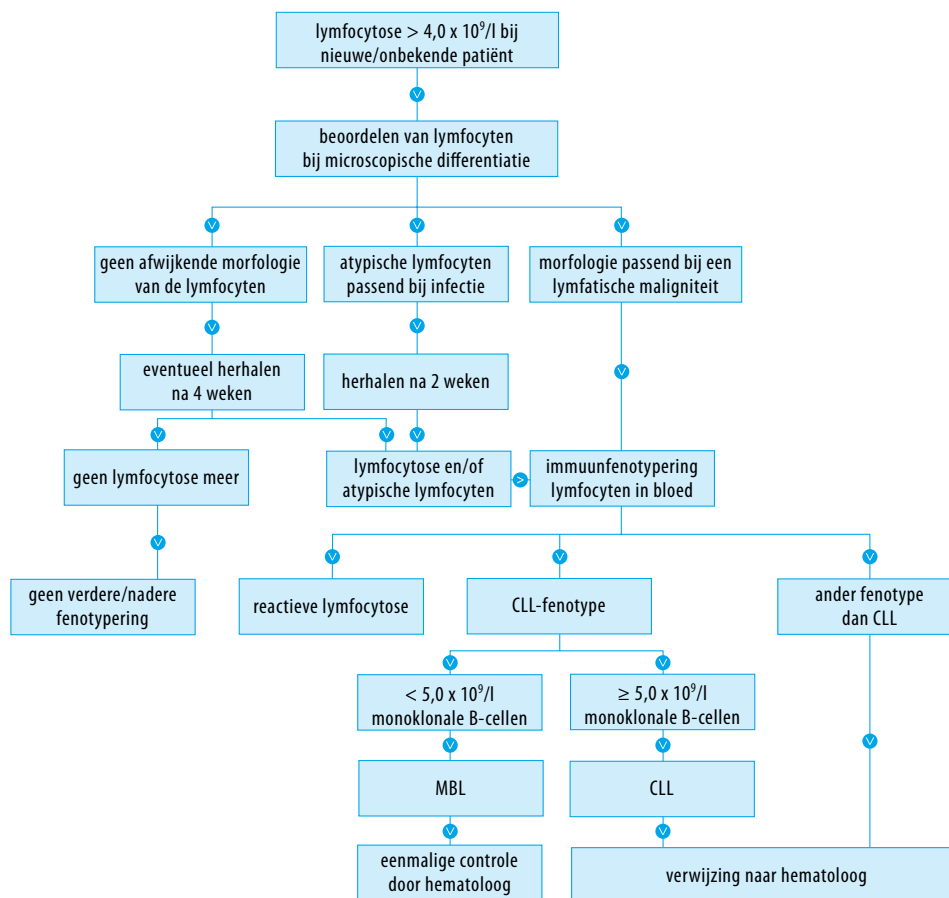 lymfocytose > 4,0 x 10⁹/l bij
nieuwe/onbekende patiënt
beoordelen van lymfocyten
bij microscopische differentiatie
geen afwijkende morfologie
van de lymfocyten
atypische lymfocyten
passend bij infectie
morfologie passend bij een
lymfatische maligniteit
eventueel herhalen
na 4 weken
herhalen na 2 weken
geen lymfocytose meer
lymfocytose en/of
atypische lymfocyten
immuunfenotypering
lymfocyten in bloed
geen verdere/nadere
fenotypering
reactieve lymfocytose
CLL-fenotype
ander fenotype
dan CLL
< 5,0 x 10⁹/l
monoklonale B-cellen
≥ 5,0 x 10⁹/l
monoklonale B-cellen
MBL
CLL
eenmalige controle
door hematoloog
verwijzing naar hematoloog